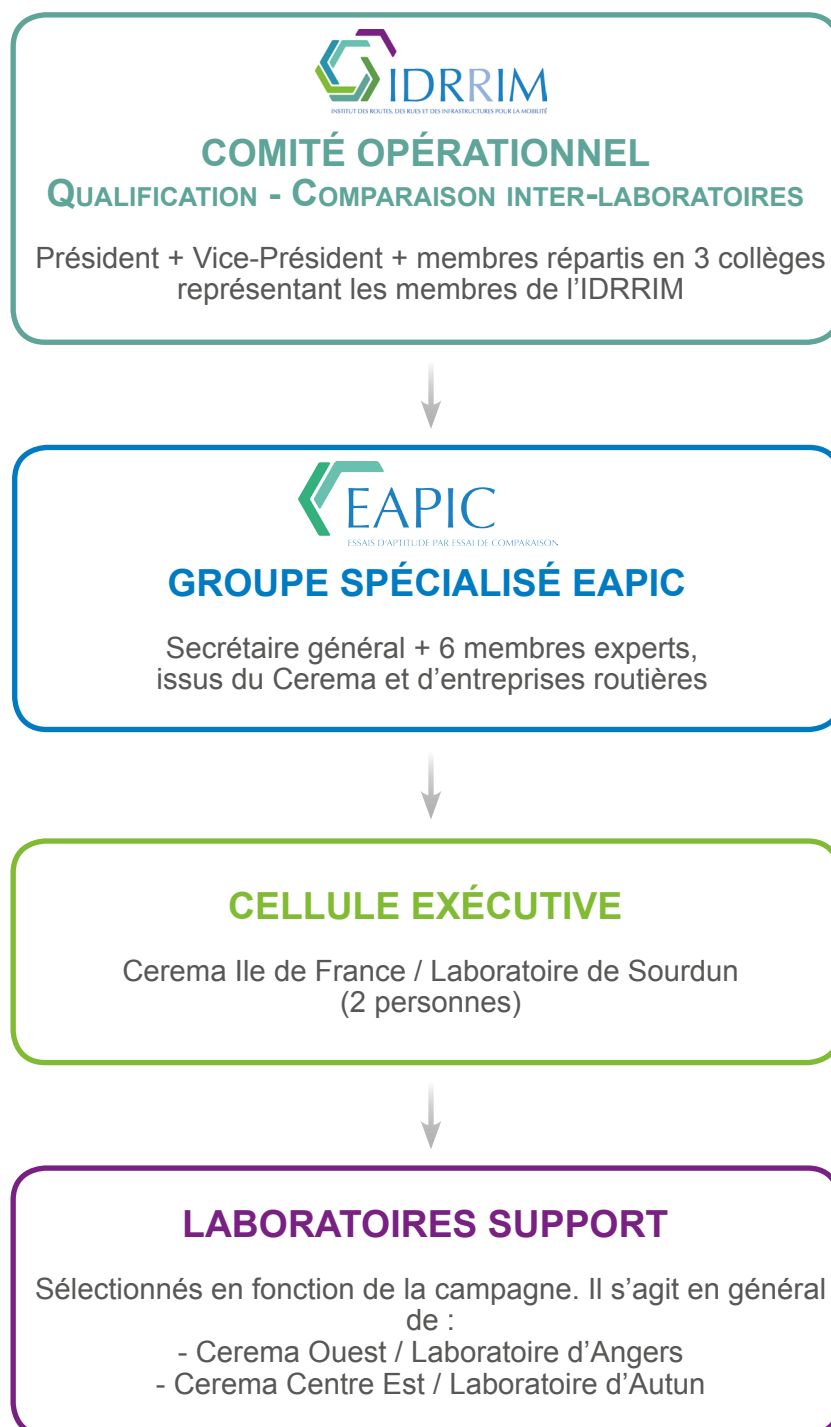 IDRRIM
INSTITUT DES ROUTES, DES RUES ET DES INFRASTRUCTURES POUR LA MOBILITÉ
COMITÉ OPÉRATIONNEL
QUALIFICATION - COMPARAISON INTER-LABORATOIRES
Président + Vice-Président + membres répartis en 3 collèges
représentant les membres de l’IDRRIM
EAPIC
ESSAIS D'APTITUDE PAR ESSAI DE COMPARAISON
GROUPE SPÉCIALISÉ EAPIC
Secrétaire général + 6 membres experts,
issus du Cerema et d’entreprises routières
CELLULE EXÉCUTIVE
Cerema Ile de France / Laboratoire de Sourdun
(2 personnes)
LABORATOIRES SUPPORT
Sélectionnés en fonction de la campagne. Il s’agit en général
de :
- Cerema Ouest / Laboratoire d’Angers
- Cerema Centre Est / Laboratoire d’Autun